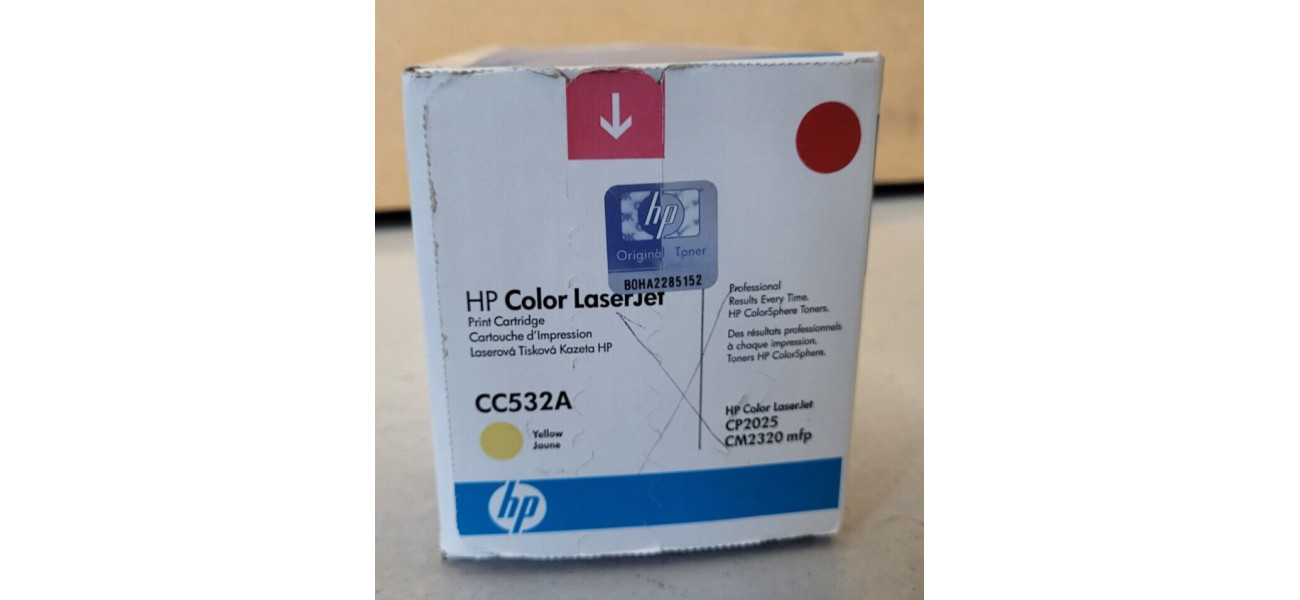 hp
Original Toner
B0HA2285152
HP Color LaserJet
Print Cartridge
Cartouche d'Impression
Laserová Tisková Kazeta HP
Professional
Results Every Time.
HP ColorSphere Toners.
Des résultats professionnels
à chaque impression.
Toners HP ColorSphere.
CC532A
Yellow
Jaune
HP Color LaserJet
CP2025
CM2320 mfp
hp